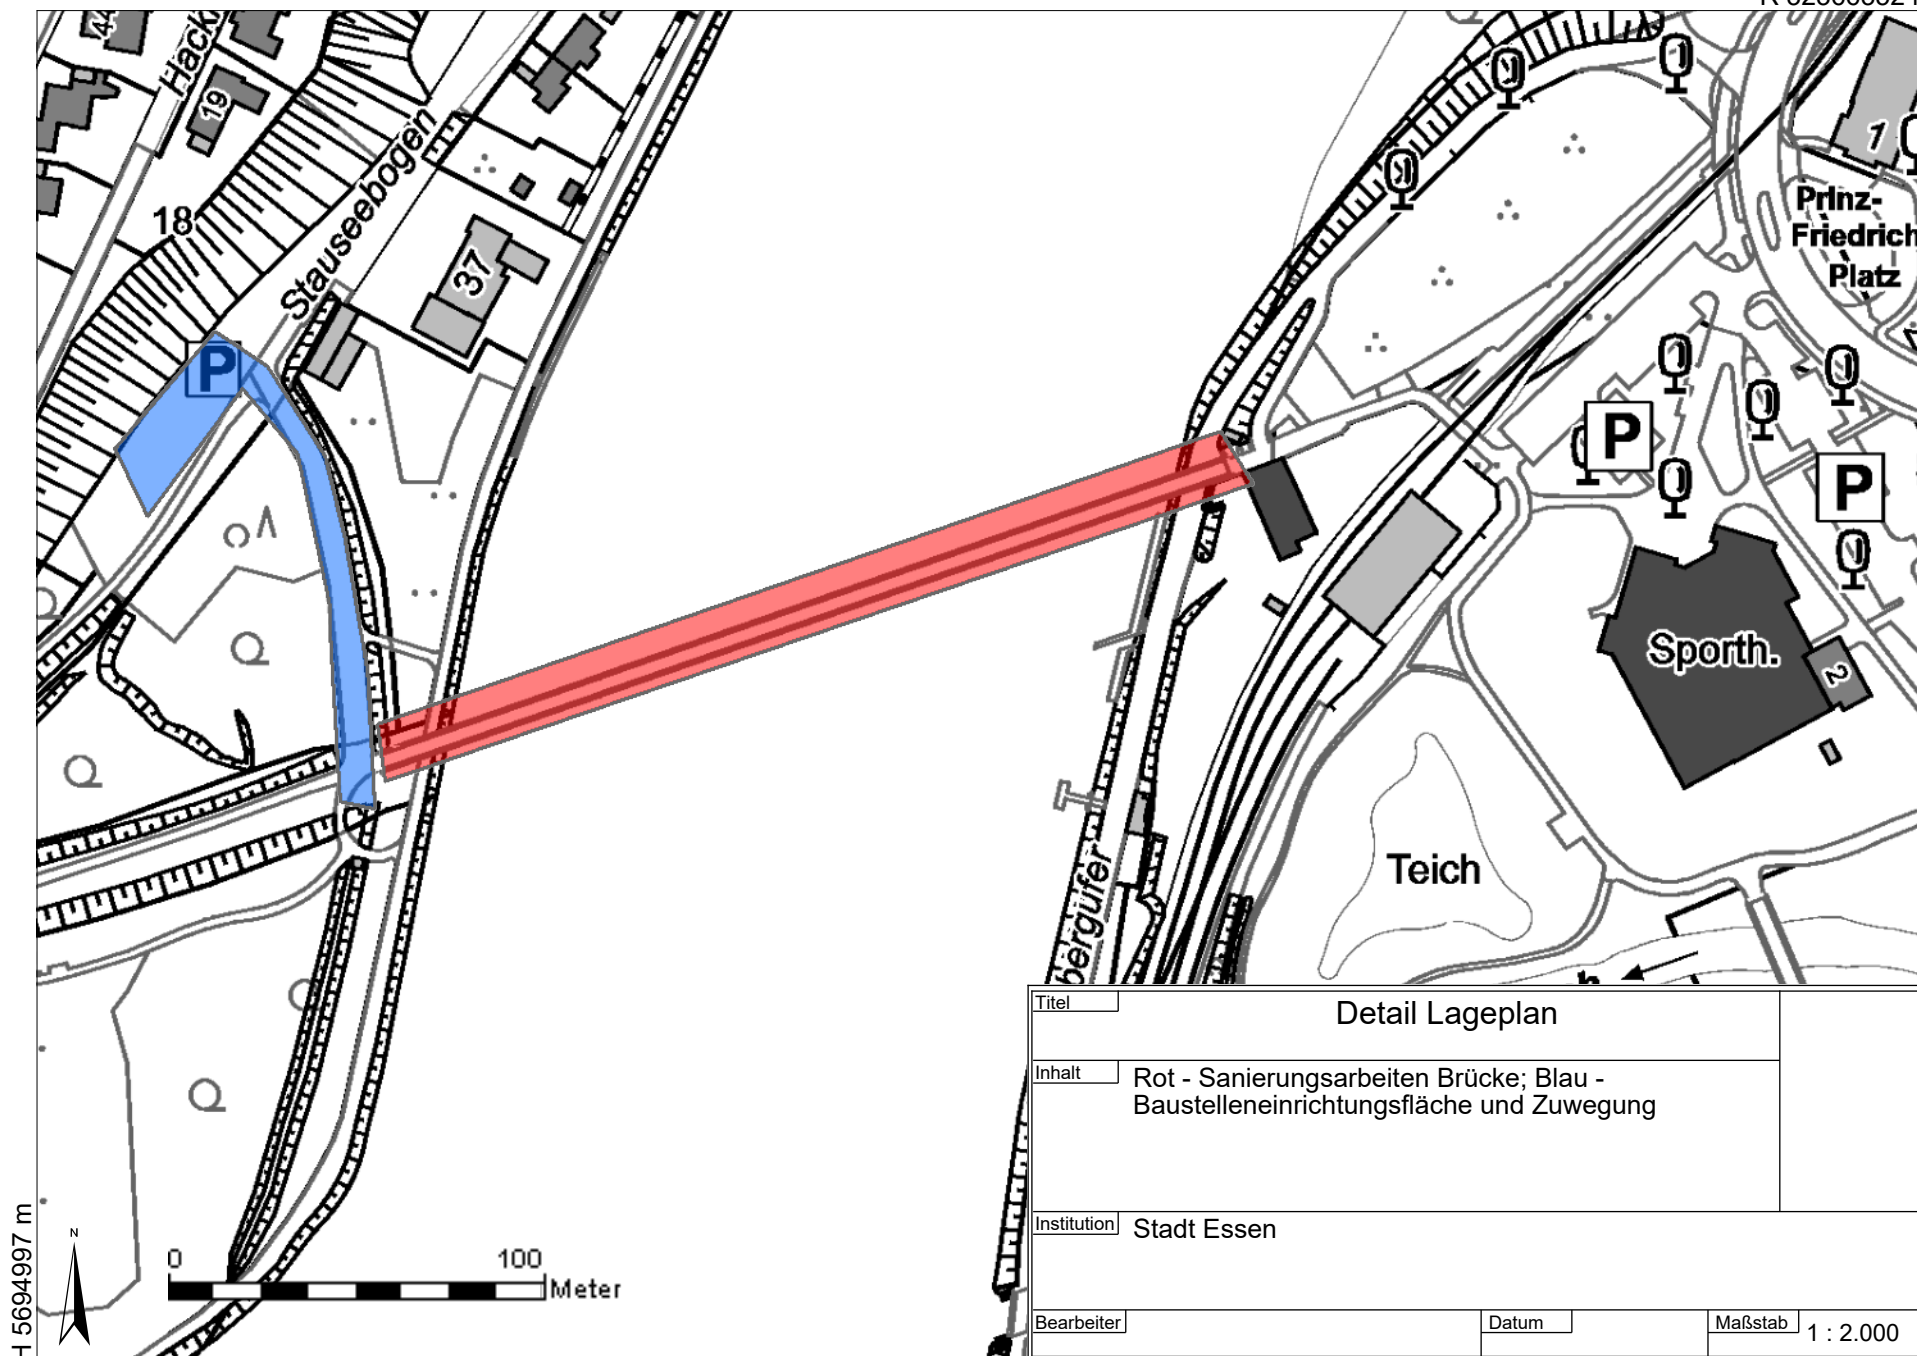 44
Hack
19
18
Stauseebogen
37
P
1
Prinz-
Friedrich
Platz
P
P
Sporth.
2
Teich
bergufer
Titel
Detail Lageplan
Inhalt
Rot - Sanierungsarbeiten Brücke; Blau -
Baustelleneinrichtungsfläche und Zuwegung
Institution
Stadt Essen
Bearbeiter
Datum
Maßstab
1 : 2.000
H 5694997 m
N
0 100
Meter